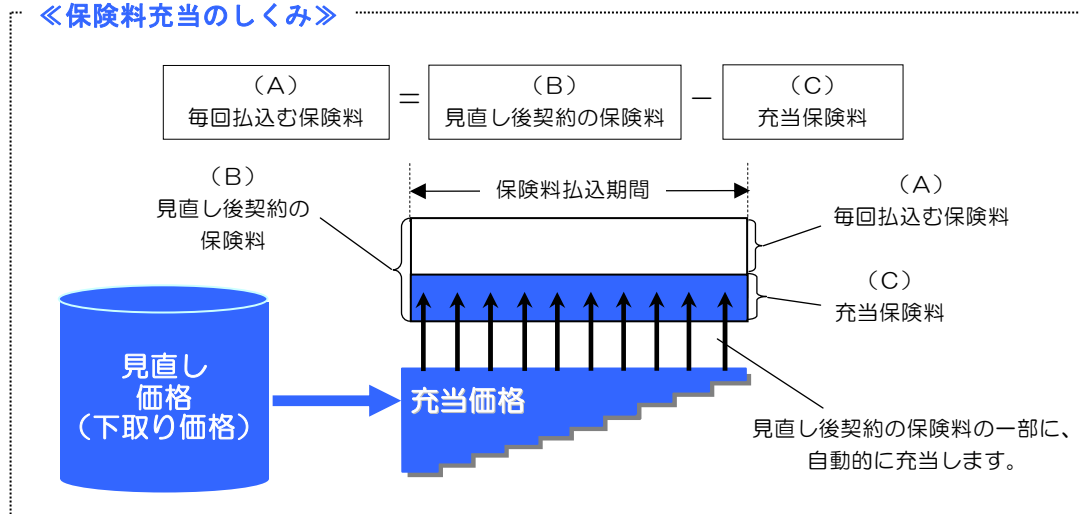 ≪保険料充当のしくみ≫
（A）
毎回払込む保険料
＝
（B）
見直し後契約の保険料
－
（C）
充当保険料
（B）
見直し後契約の
保険料
保険料払込期間
（A）
毎回払込む保険料
（C）
充当保険料
見直し
価格
（下取り価格）
充当価格
見直し後契約の保険料の一部に、
自動的に充当します。